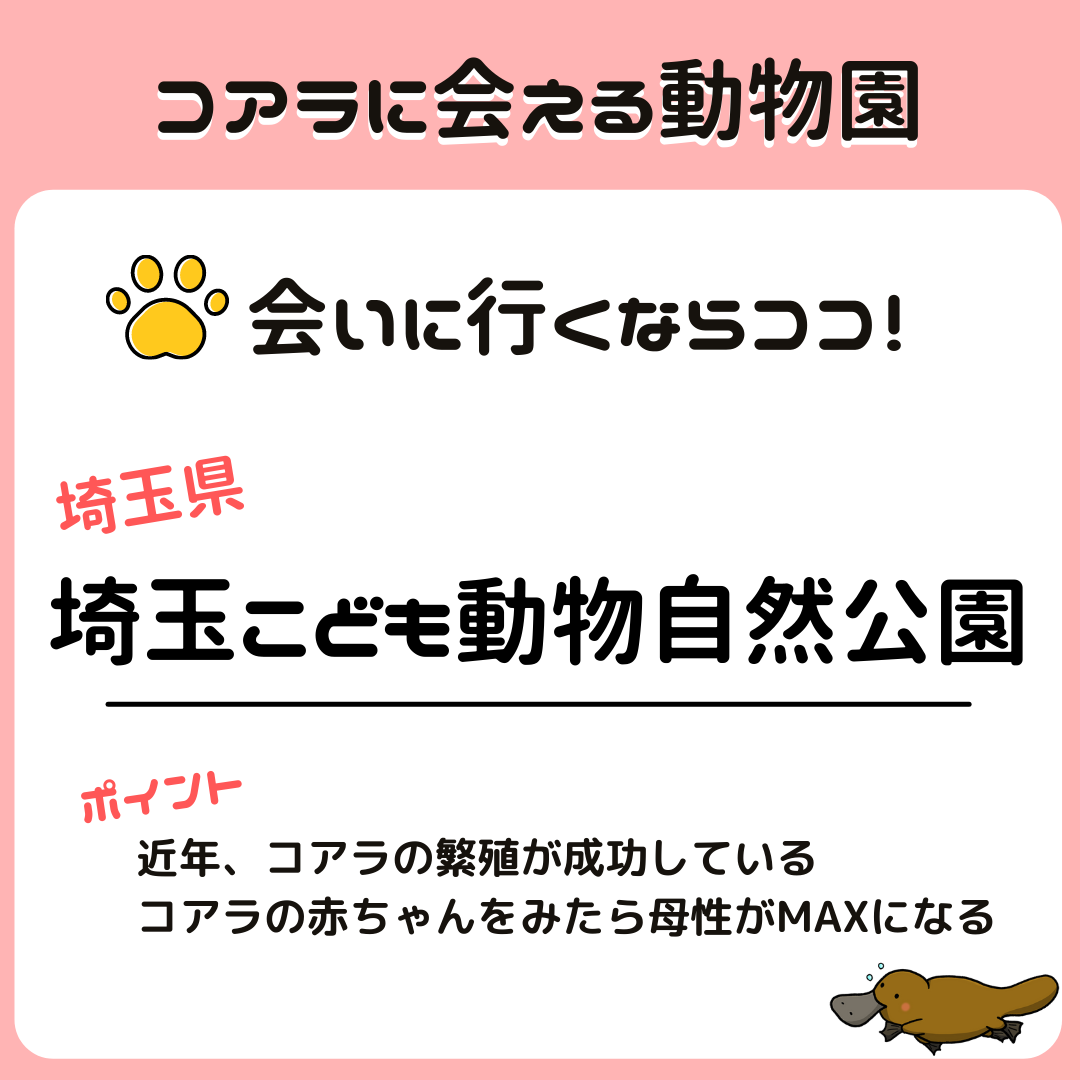 コアラに会える動物園
会いに行くならココ!
埼玉県
埼玉こども動物自然公園
ポイント
近年、コアラの繁殖が成功している
コアラの赤ちゃんをみたら母性がMAXになる